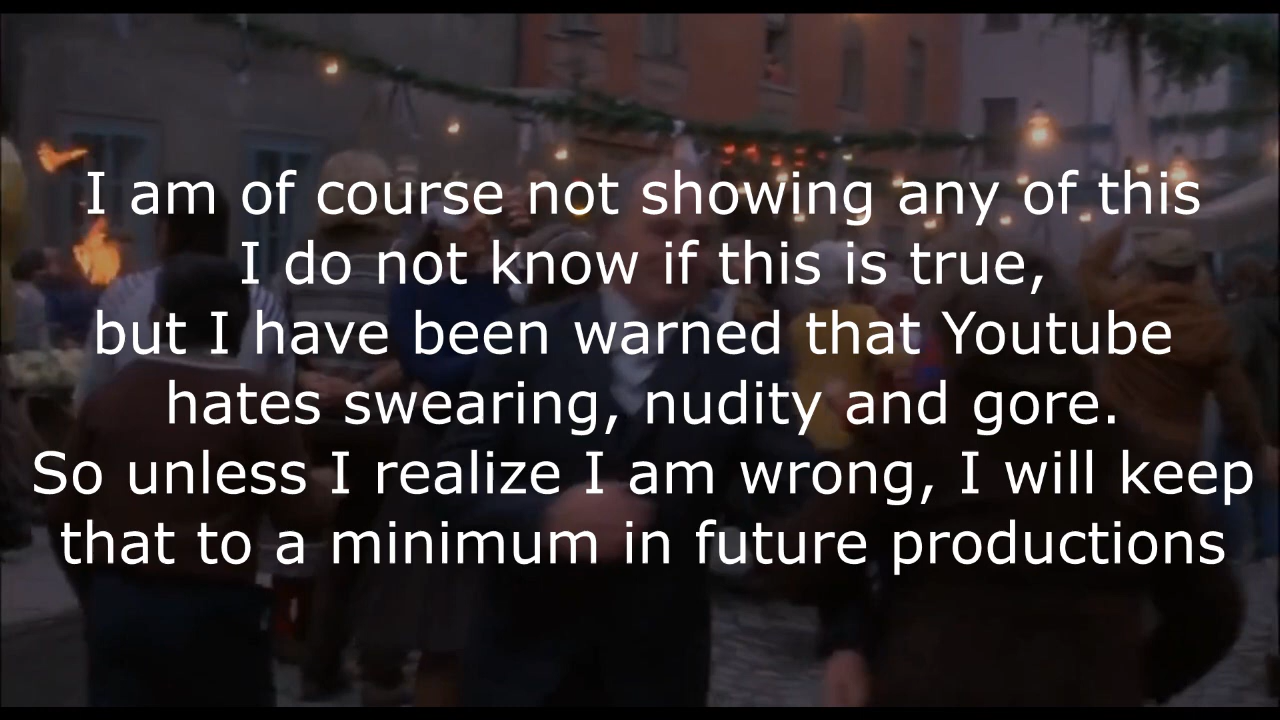 I am of course not showing any of this
I do not know if this is true,
but I have been warned that Youtube
hates swearing, nudity and gore.
So unless I realize I am wrong, I will keep
that to a minimum in future productions